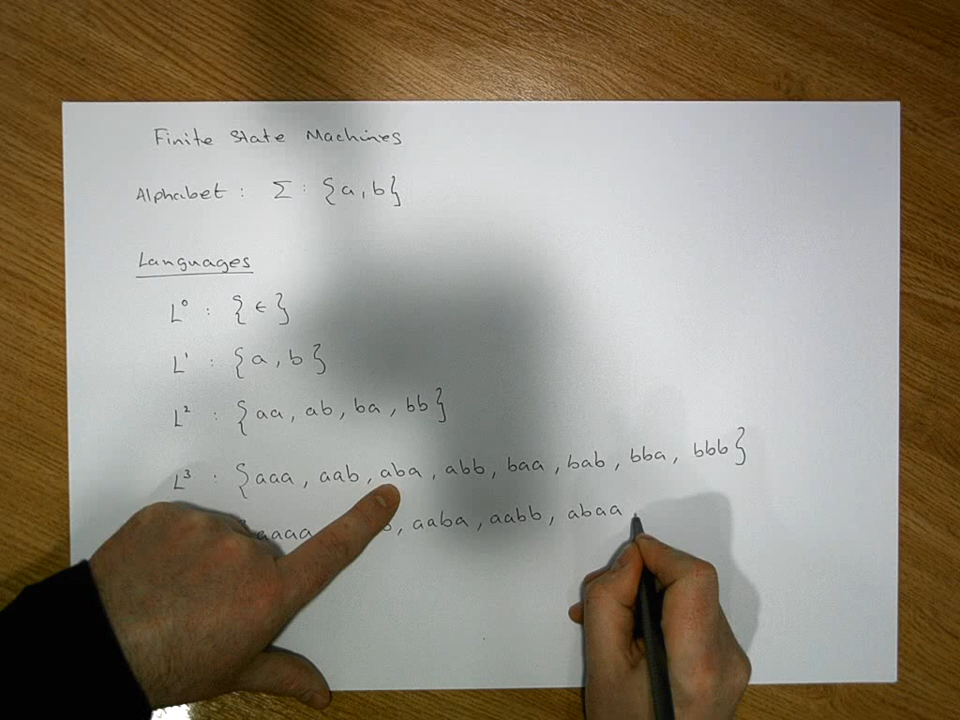 Finite State Machines
Alphabet : Σ : {a, b}
Languages
L⁰ : {ϵ}
L¹ : {a, b}
L² : {aa, ab, ba, bb}
L³ : {aaa, aab, aba, abb, baa, bab, bba, bbb}
{aaaa, aaba, aabb, abaa,